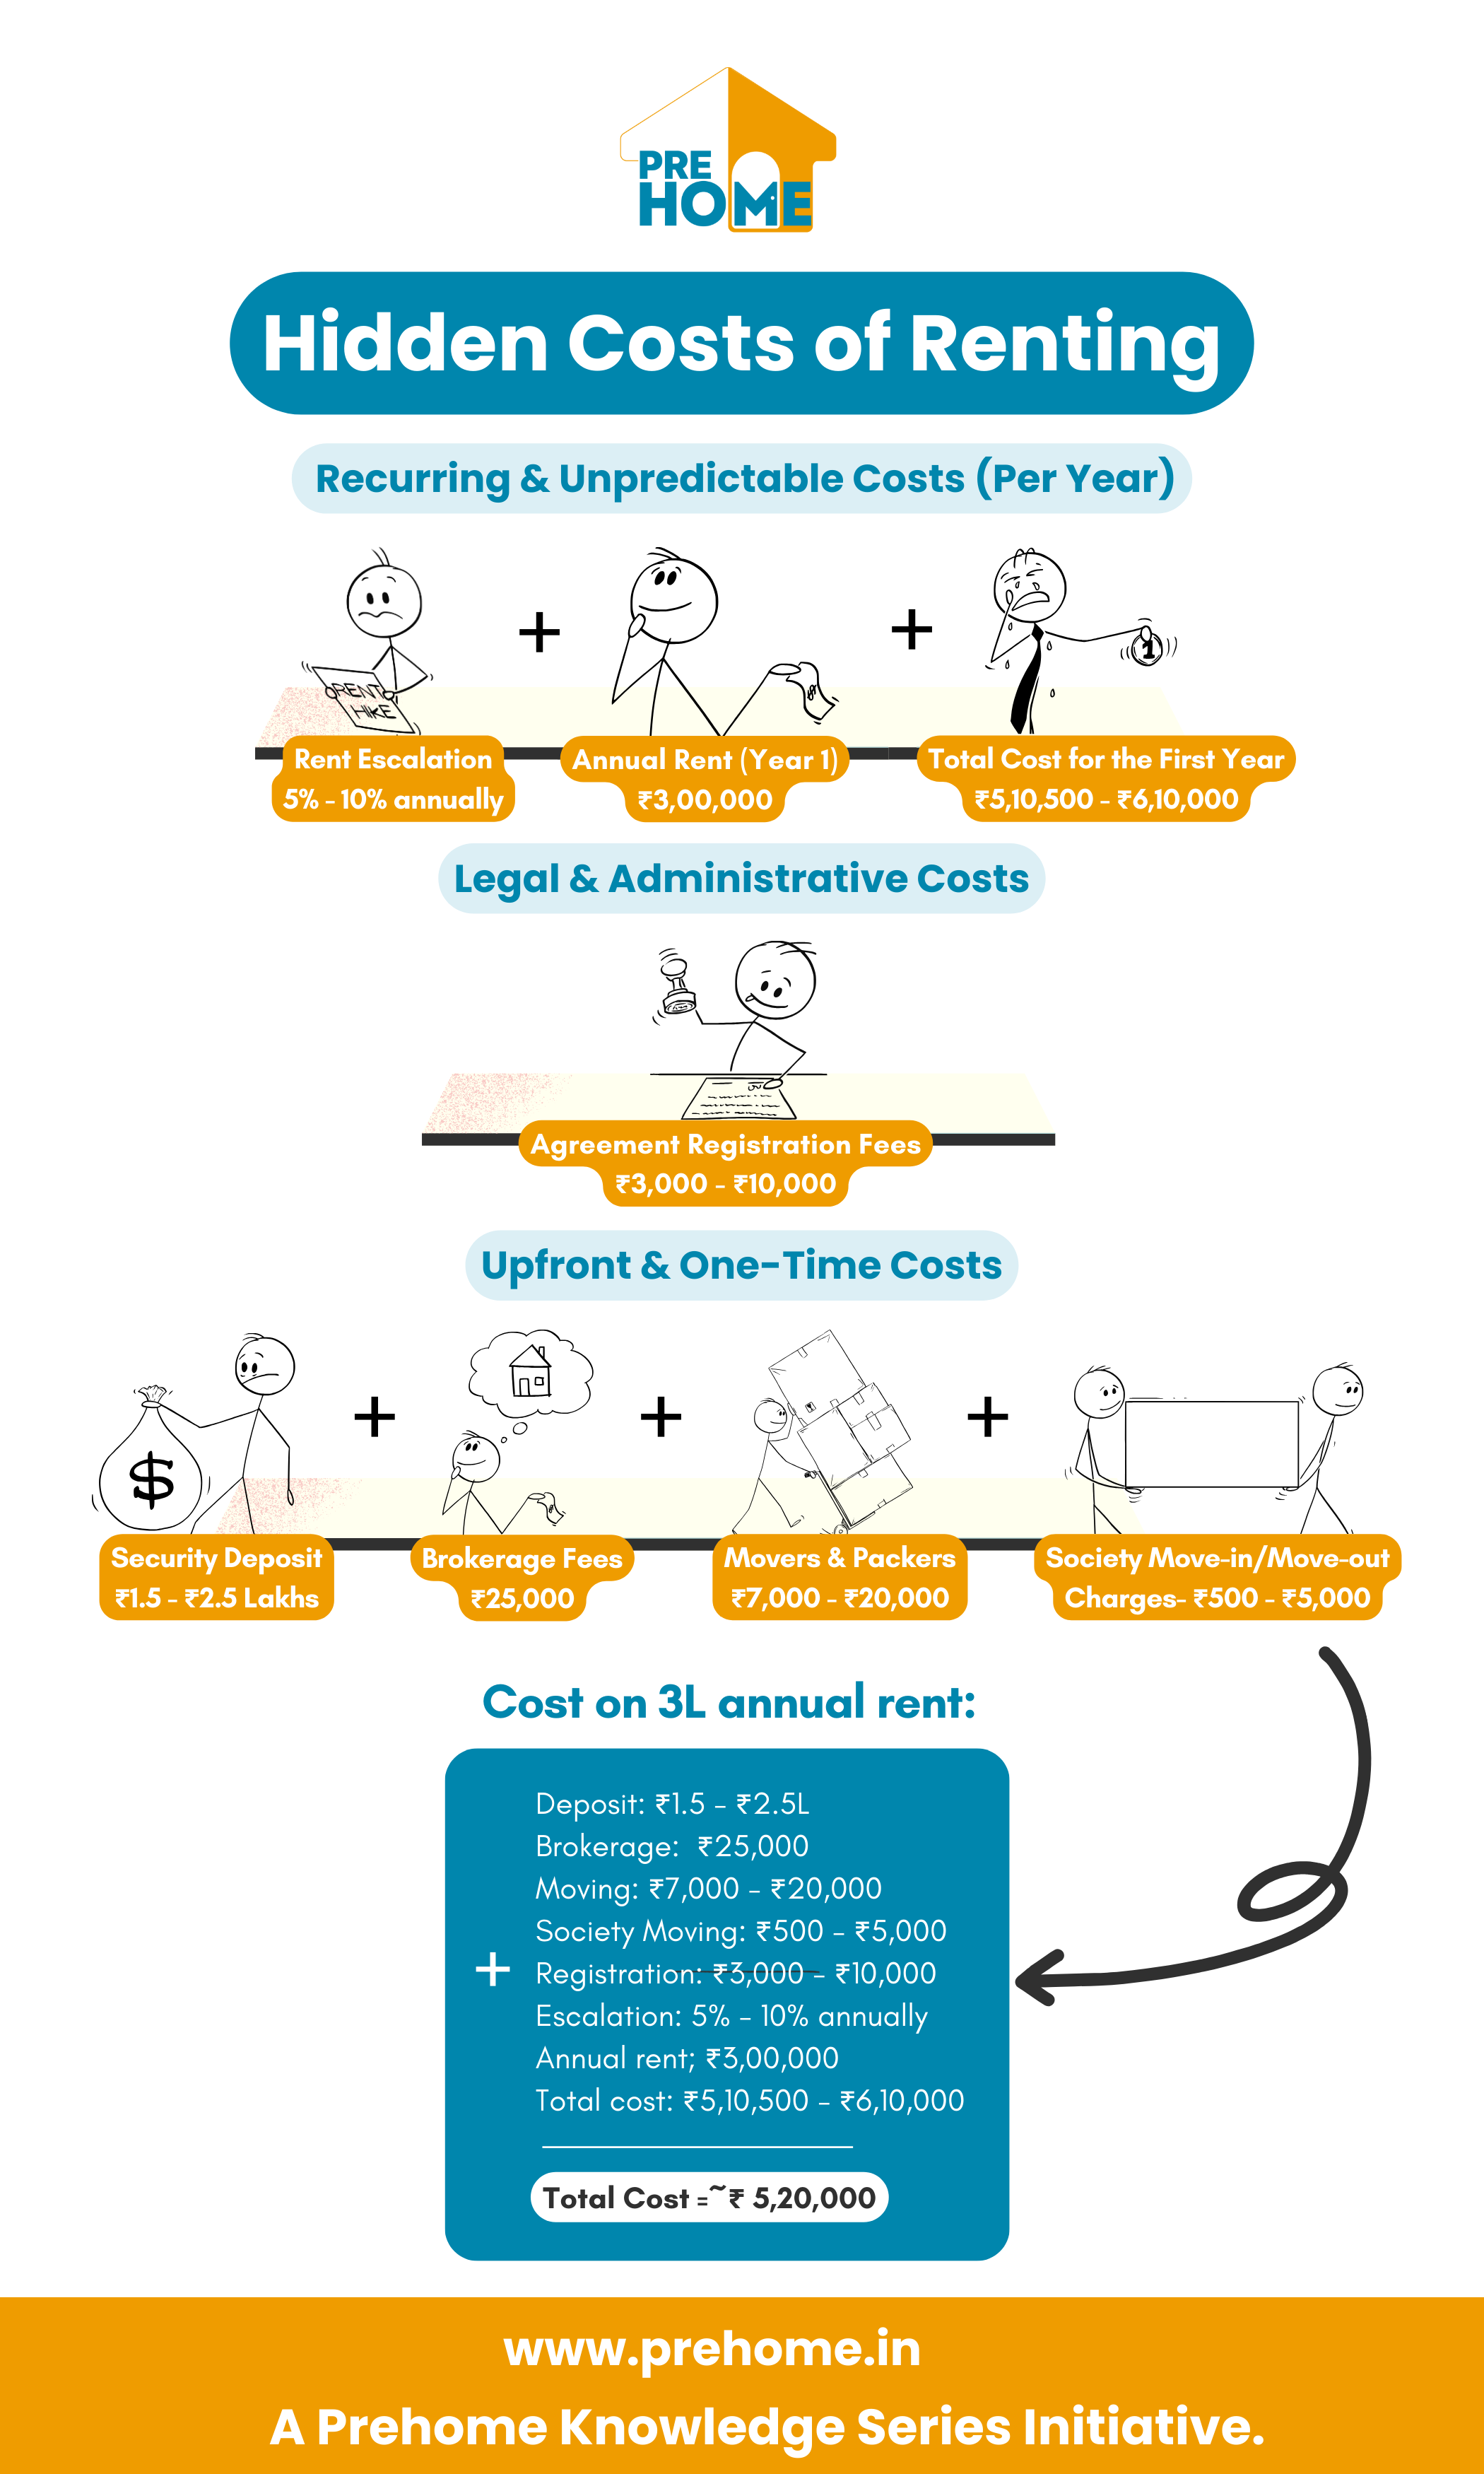 PRE
HOME
Hidden Costs of Renting
Recurring & Unpredictable Costs (Per Year)
+
+
1
RENT
HIKE
$
Rent Escalation
5% - 10% annually
Annual Rent (Year 1)
₹3,00,000
Total Cost for the First Year
₹5,10,500 - ₹6,10,000
Legal & Administrative Costs
Agreement Registration Fees
₹3,000 - ₹10,000
Upfront & One-Time Costs
$
+
+
+
Security Deposit
₹1.5 - ₹2.5 Lakhs
Brokerage Fees
₹25,000
Movers & Packers
₹7,000 - ₹20,000
Society Move-in/Move-out
Charges- ₹500 - ₹5,000
Cost on 3L annual rent:
Deposit: ₹1.5 - ₹2.5L
Brokerage: ₹25,000
Moving: ₹7,000 - ₹20,000
Society Moving: ₹500 - ₹5,000
+ Registration: ₹3,000 - ₹10,000
Escalation: 5% - 10% annually
Annual rent; ₹3,00,000
Total cost: ₹5,10,500 - ₹6,10,000
Total Cost =~₹ 5,20,000
www.prehome.in
A Prehome Knowledge Series Initiative.